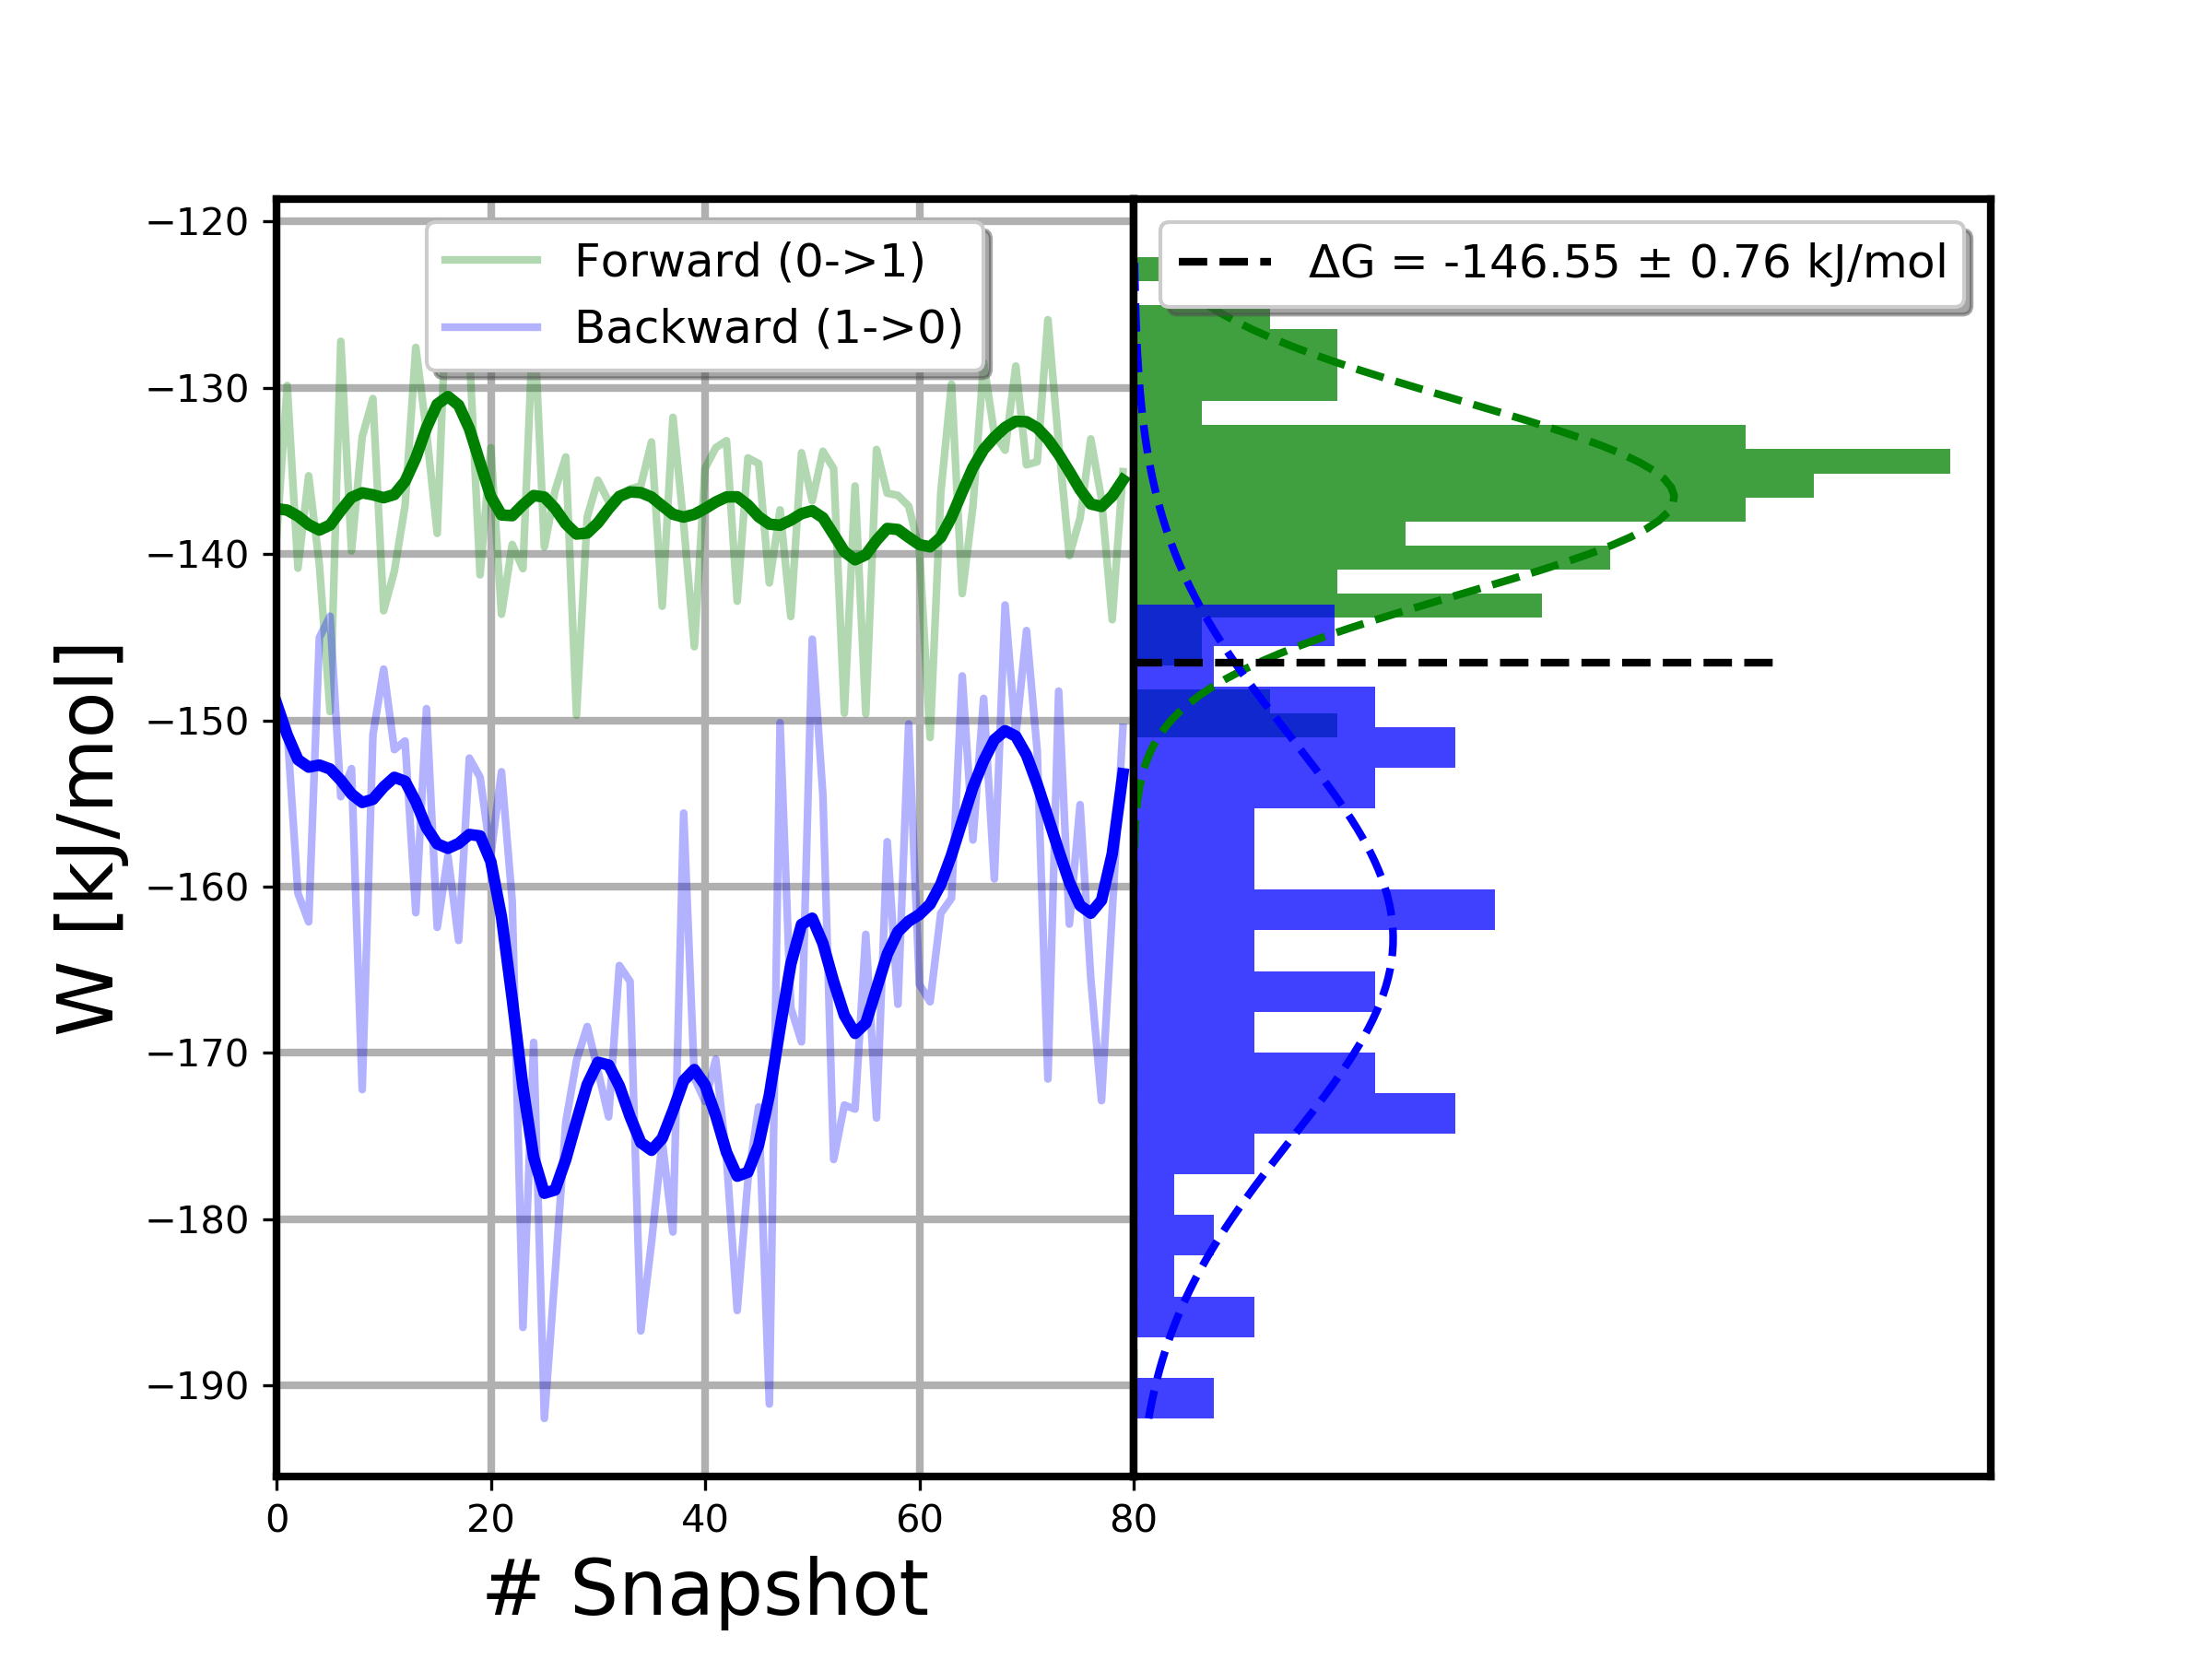 Forward (0->1)
Backward (1->0)
ΔG = -146.55 ± 0.76 kJ/mol
W [kJ/mol]
−120
−130
−140
−150
−160
−170
−180
−190
0
20
40
60
80
# Snapshot